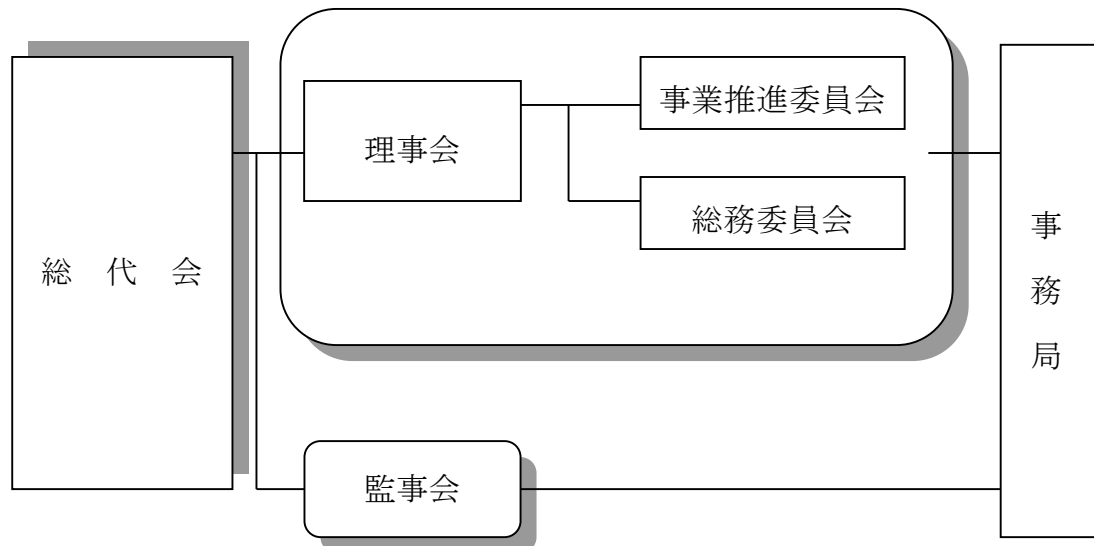 総 代 会
理事会
事業推進委員会
総務委員会
監事会
事務局